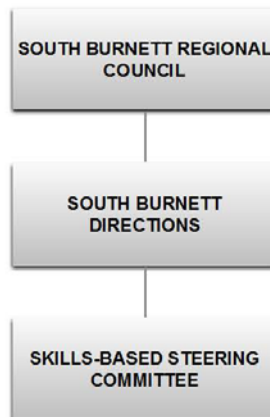 SOUTH BURNETT REGIONAL
COUNCIL
SOUTH BURNETT
DIRECTIONS
SKILLS-BASED STEERING
COMMITTEE